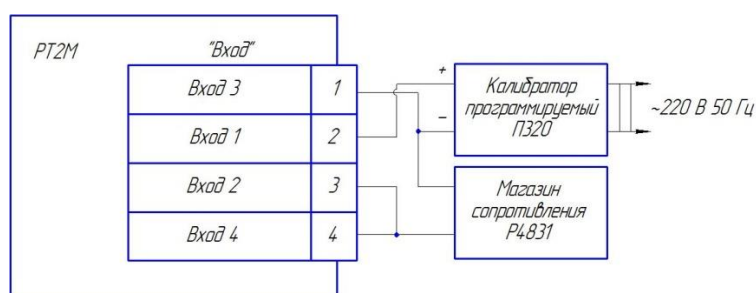 РТ2М
"Вход"
Вход 3 1
Вход 1 2
Вход 2 3
Вход 4 4
+
−
Калибратор
программируемый
П320
~220 В 50 Гц
Магазин
сопротивления
Р4831